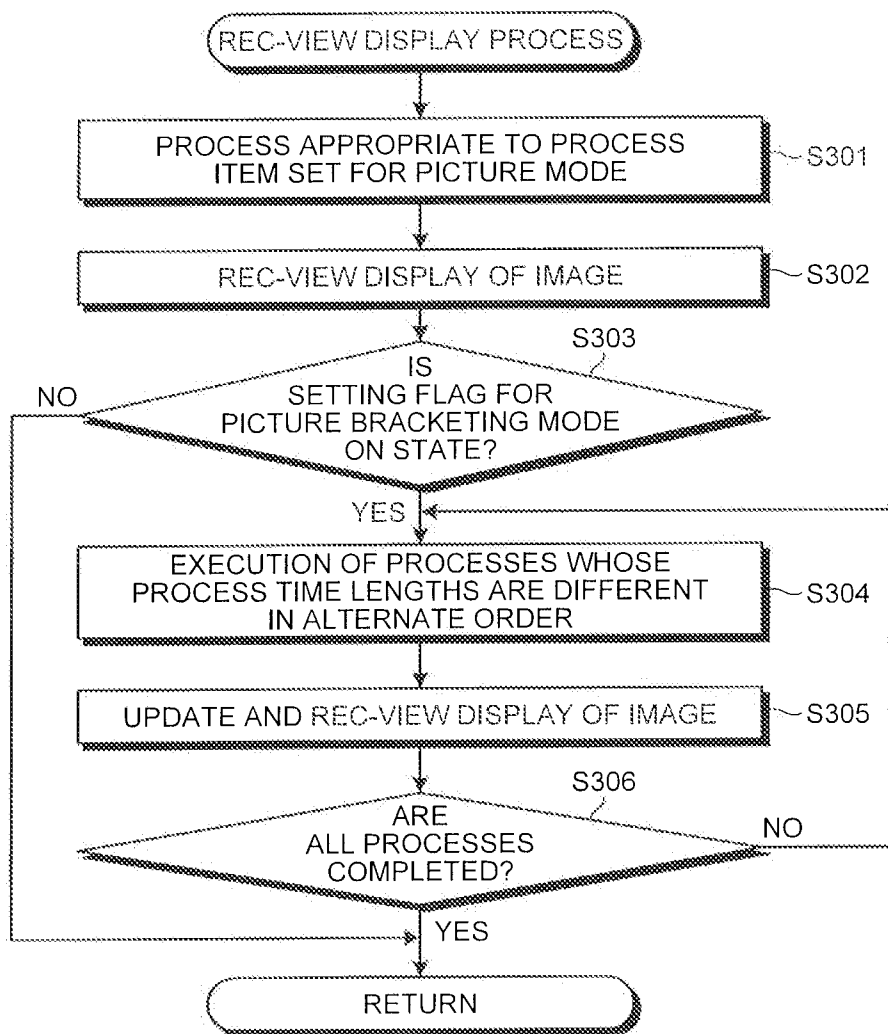 REC-VIEW DISPLAY PROCESS
PROCESS APPROPRIATE TO PROCESS
ITEM SET FOR PICTURE MODE
S301
REC-VIEW DISPLAY OF IMAGE
S302
S303
IS
SETTING FLAG FOR
PICTURE BRACKETING MODE
ON STATE?
NO
YES
EXECUTION OF PROCESSES WHOSE
PROCESS TIME LENGTHS ARE DIFFERENT
IN ALTERNATE ORDER
S304
UPDATE AND REC-VIEW DISPLAY OF IMAGE
S305
S306
ARE
ALL PROCESSES
COMPLETED?
NO
YES
RETURN